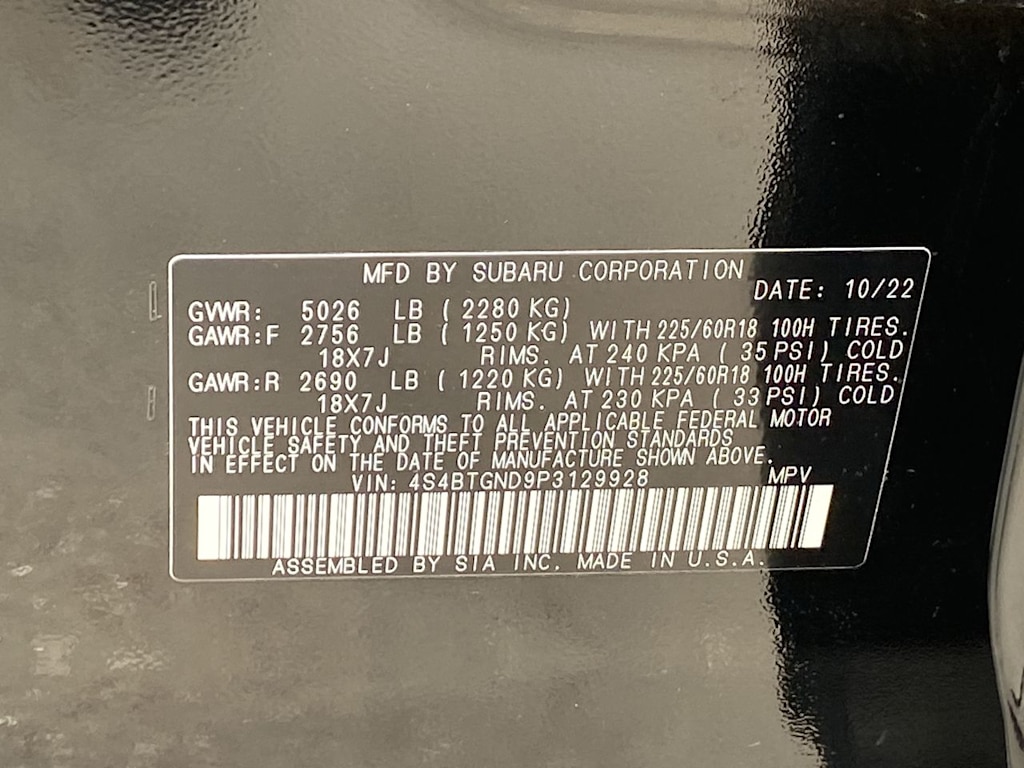 MFD BY SUBARU CORPORATION
DATE: 10/22
GVWR: 5026 LB ( 2280 KG)
GAWR:F 2756 LB ( 1250 KG) WITH 225/60R18 100H TIRES.
18X7J RIMS. AT 240 KPA ( 35 PSI) COLD
GAWR:R 2690 LB ( 1220 KG) WITH 225/60R18 100H TIRES.
18X7J RIMS. AT 230 KPA ( 33 PSI) COLD
THIS VEHICLE CONFORMS TO ALL APPLICABLE FEDERAL MOTOR
VEHICLE SAFETY AND THEFT PREVENTION STANDARDS
IN EFFECT ON THE DATE OF MANUFACTURE SHOWN ABOVE.
VIN: 4S4BTGND9P3129928 MPV
ASSEMBLED BY SIA INC. MADE IN U.S.A.